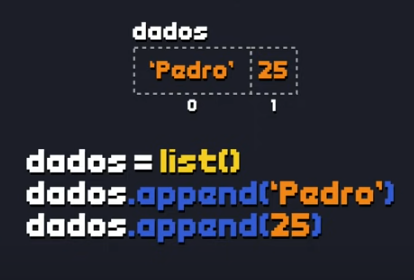 dados
‘Pedro’ 25
0 1
dados = list()
dados.append(‘Pedro’)
dados.append(25)